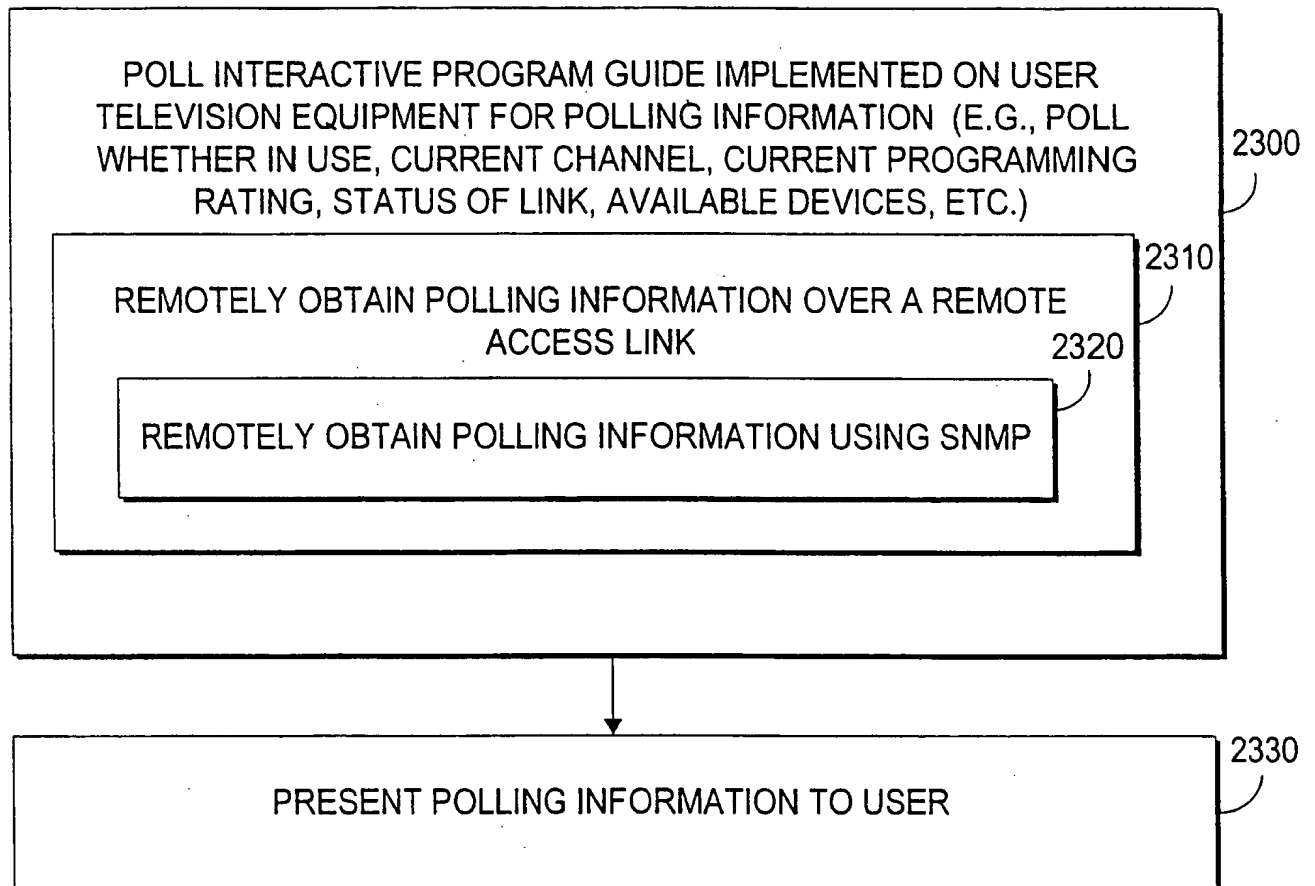 POLL INTERACTIVE PROGRAM GUIDE IMPLEMENTED ON USER
TELEVISION EQUIPMENT FOR POLLING INFORMATION (E.G., POLL
WHETHER IN USE, CURRENT CHANNEL, CURRENT PROGRAMMING
RATING, STATUS OF LINK, AVAILABLE DEVICES, ETC.)
2300
2310
REMOTELY OBTAIN POLLING INFORMATION OVER A REMOTE
ACCESS LINK
2320
REMOTELY OBTAIN POLLING INFORMATION USING SNMP
2330
PRESENT POLLING INFORMATION TO USER